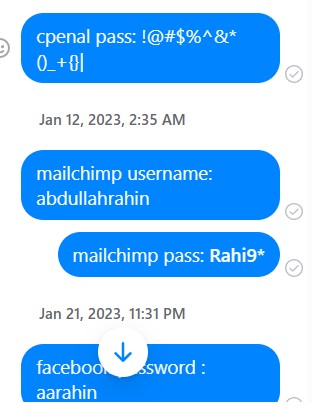 cpenal pass: !@#$%^&*
()_+{}|
Jan 12, 2023, 2:35 AM
mailchimp username:
abdullahrahin
mailchimp pass: Rahi9*
Jan 21, 2023, 11:31 PM
facebook :
aarahin